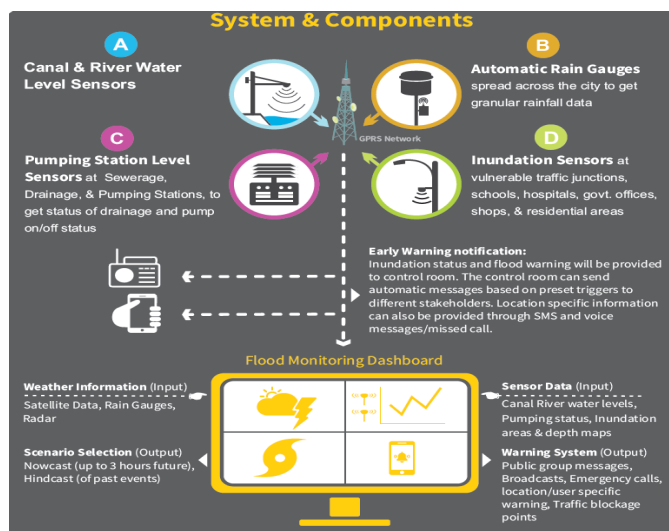 System & Components
A
Canal & River Water
Level Sensors
B
Automatic Rain Gauges
spread across the city to get
granular rainfall data
GPRS Network
C
Pumping Station Level
Sensors at Sewerage,
Drainage, & Pumping Stations, to
get status of drainage and pump
on/off status
D
Inundation Sensors at
vulnerable traffic junctions,
schools, hospitals, govt. offices,
shops, & residential areas
Early Warning notification:
Inundation status and flood warning will be provided
to control room. The control room can send
automatic messages based on preset triggers to
different stakeholders. Location specific information
can also be provided through SMS and voice
messages/missed call.
Flood Monitoring Dashboard
Weather Information (Input)
Satellite Data, Rain Gauges,
Radar
Scenario Selection (Output)
Nowcast (up to 3 hours future),
Hindcast (of past events)
Sensor Data (Input)
Canal River water levels,
Pumping status, Inundation
areas & depth maps
Warning System (Output)
Public group messages,
Broadcasts, Emergency calls,
location/user specific
warning, Traffic blockage
points